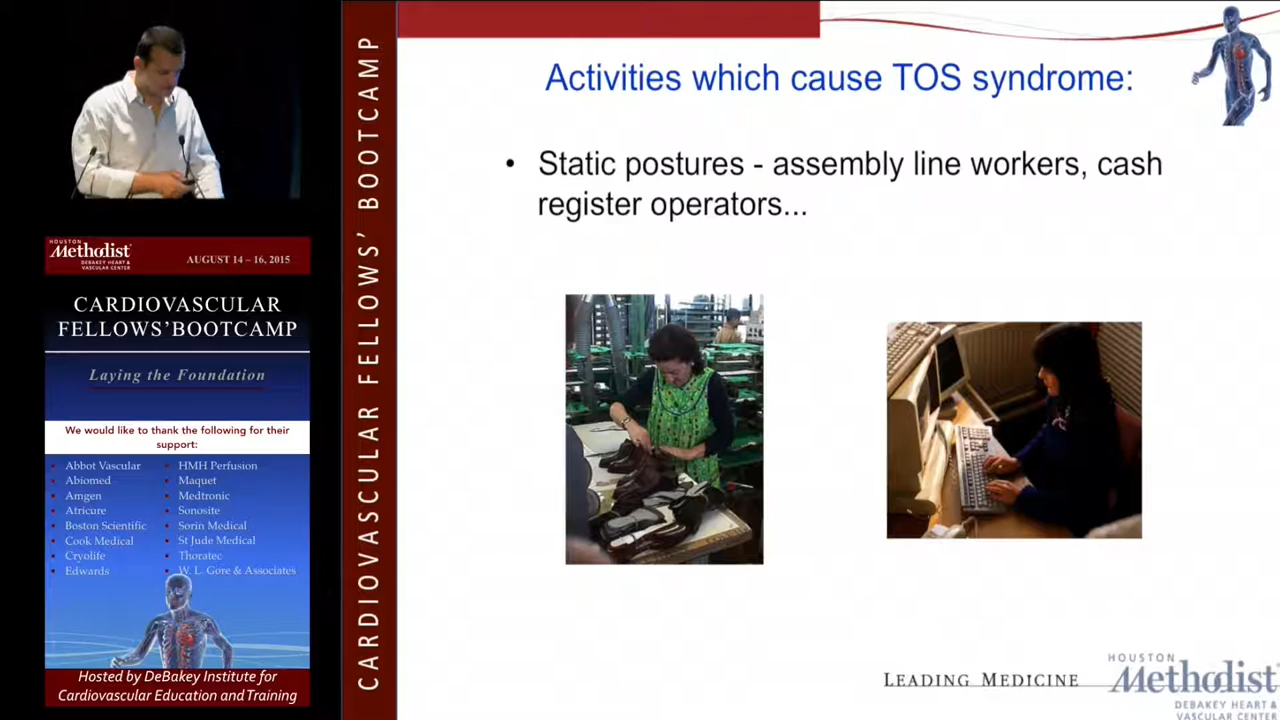 HOUSTON
Methodist
DEBAKEY HEART &
VASCULAR CENTER
AUGUST 14 – 16, 2015
CARDIOVASCULAR
FELLOWS' BOOTCAMP
Laying the Foundation
We would like to thank the following for their
support:
Abbot Vascular
Abiomed
Amgen
Atricure
Boston Scientific
Cook Medical
Cryolife
Edwards
HMH Perfusion
Maquet
Medtronic
Sonosite
Sorin Medical
St Jude Medical
Thoratec
W. L. Gore & Associates
Hosted by DeBakey Institute for
Cardiovascular Education and Training
CARDIOVASCULAR FELLOWS' BOOTCAMP
Activities which cause TOS syndrome:
• Static postures - assembly line workers, cash
register operators...
LEADING MEDICINE
HOUSTON
Methodist
DEBAKEY HEART &
VASCULAR CENTER